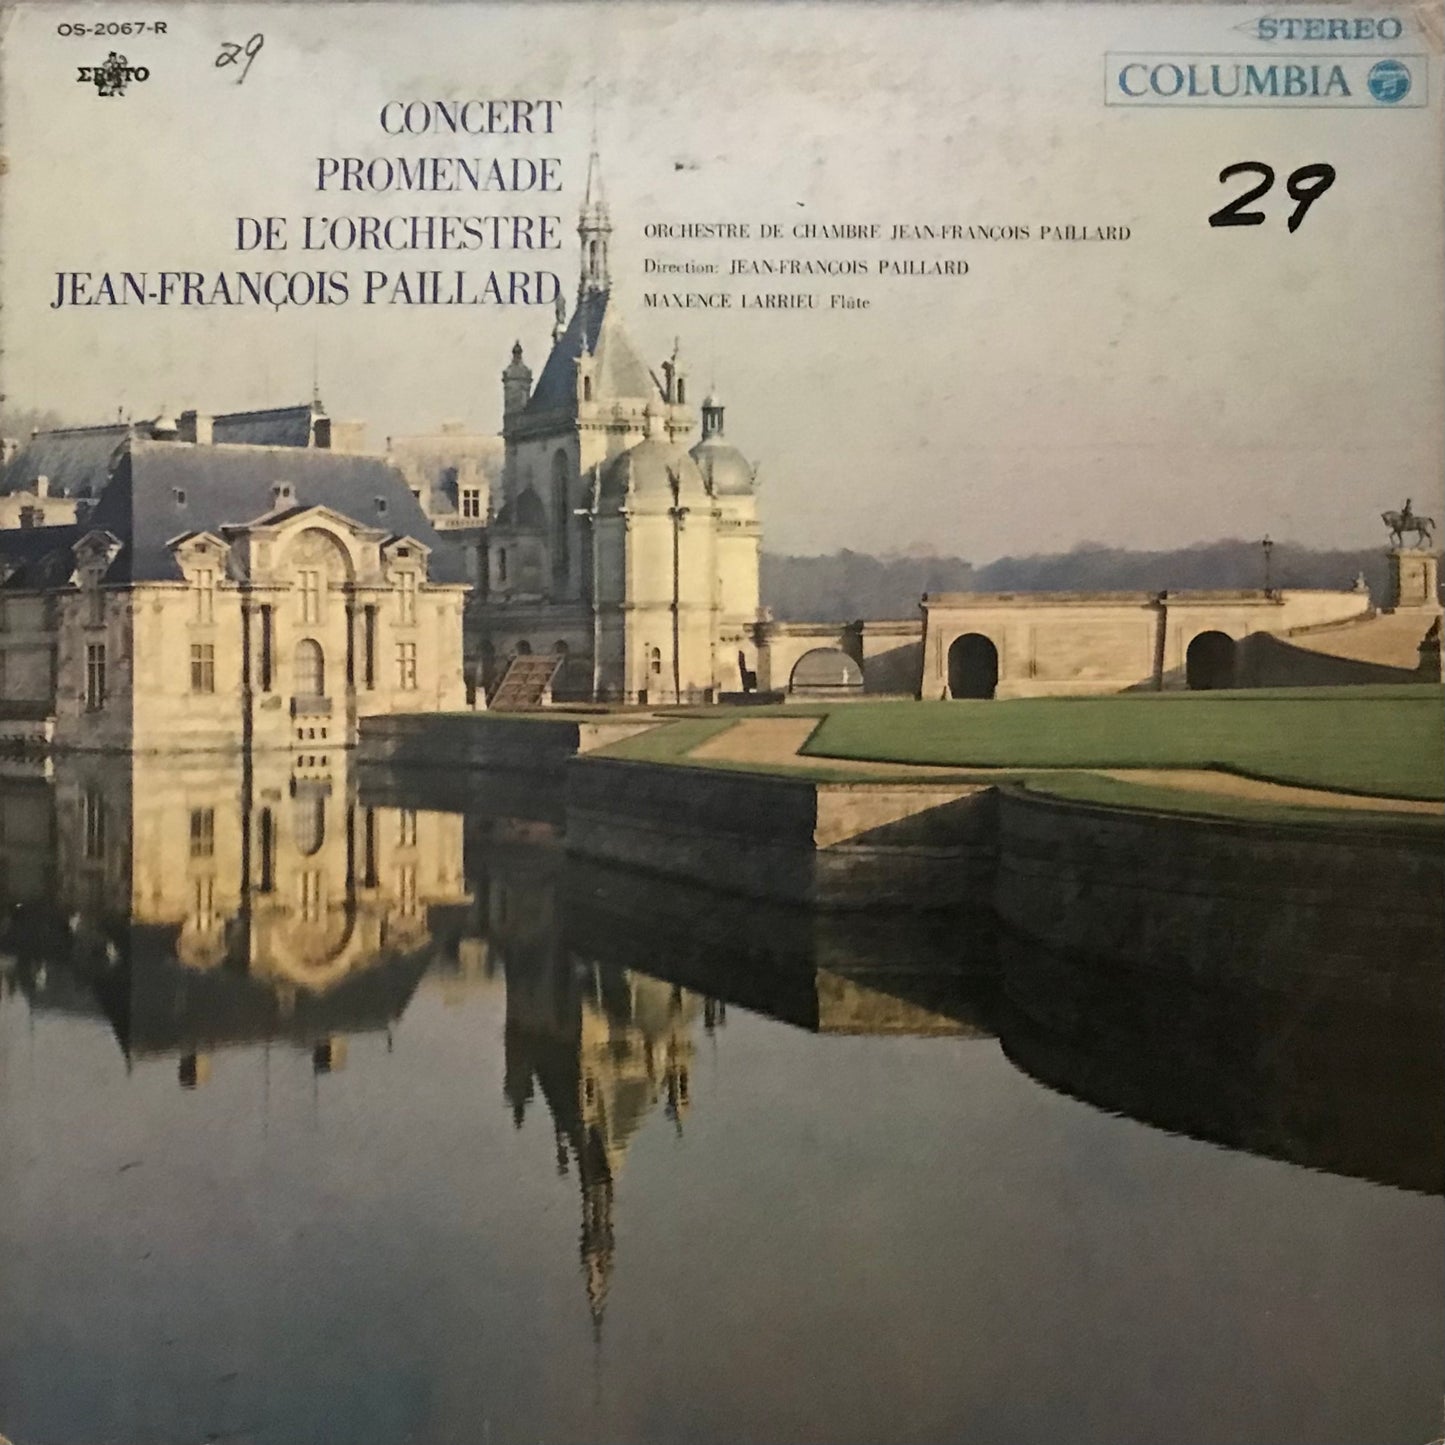 OS-2067-R
ΣRATO
29
STEREO
COLUMBIA
29
CONCERT
PROMENADE
DE L'ORCHESTRE
JEAN-FRANÇOIS PAILLARD
ORCHESTRE DE CHAMBRE JEAN-FRANÇOIS PAILLARD
Direction: JEAN-FRANÇOIS PAILLARD
MAXENCE LARRIEU Flûte